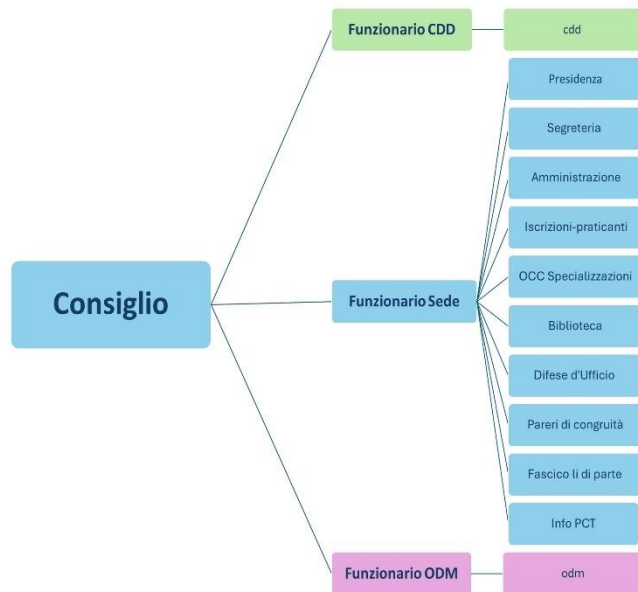 Funzionario CDD
cdd
Presidenza
Segreteria
Amministrazione
Iscrizioni-praticanti
OCC Specializzazioni
Consiglio
Funzionario Sede
Biblioteca
Difese d'Ufficio
Pareri di congruità
Fascico li di parte
Info PCT
Funzionario ODM
odm